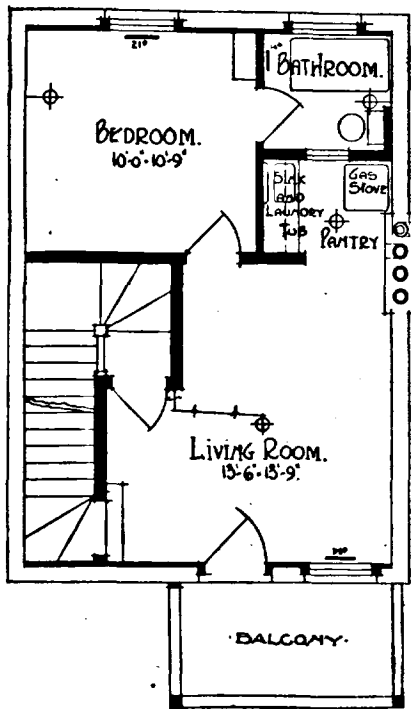 BATHROOM.
BEDROOM.
10'-0"-10'-9"
SINK
AND
LAUNDRY
TUB
GAS
STOVE
PANTRY
LIVING ROOM.
13'-6"-13'-9"
·BALCONY·